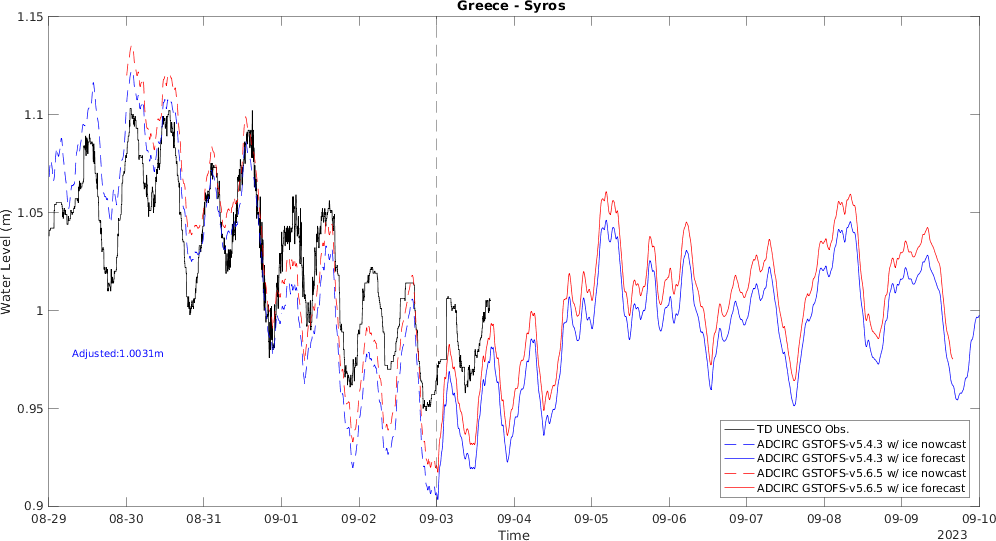 Greece - Syros
1.15
1.1
1.05
1
0.95
0.9
Water Level (m)
Adjusted:1.0031m
TD UNESCO Obs.
ADCIRC GSTOFS-v5.4.3 w/ ice nowcast
ADCIRC GSTOFS-v5.4.3 w/ ice forecast
ADCIRC GSTOFS-v5.6.5 w/ ice nowcast
ADCIRC GSTOFS-v5.6.5 w/ ice forecast
08-29 08-30 08-31 09-01 09-02 09-03 09-04 09-05 09-06 09-07 09-08 09-09 09-10
Time
2023